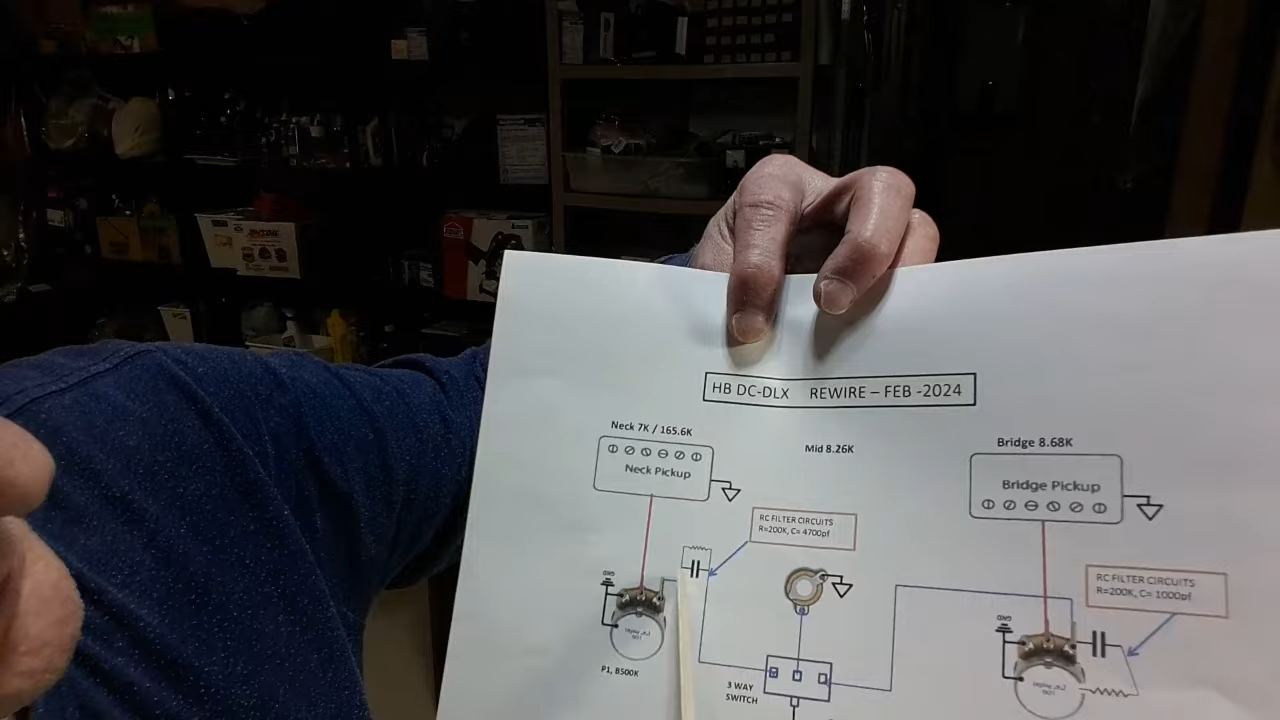 HB DC-DLX REWIRE – FEB -2024
Neck 7K / 165.6K
Mid 8.26K
Bridge 8.68K
Neck Pickup
Bridge Pickup
RC FILTER CIRCUITS
R=200K, C= 4700pf
RC FILTER CIRCUITS
R=200K, C= 1000pf
GND
GND
P1, B500K
3 WAY
SWITCH